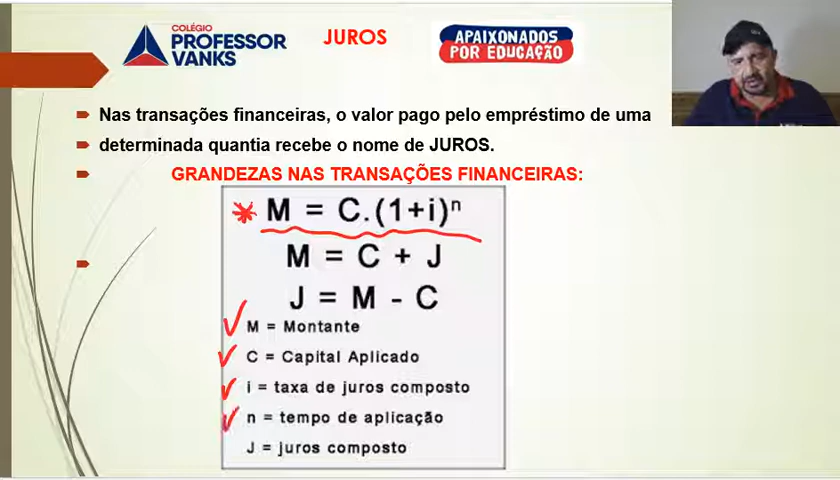 COLÉGIO
PROFESSOR
VANKS
JUROS
APAIXONADOS
POR EDUCAÇÃO
Nas transações financeiras, o valor pago pelo empréstimo de uma
determinada quantia recebe o nome de JUROS.
GRANDEZAS NAS TRANSAÇÕES FINANCEIRAS:
* M = C.(1+i)ⁿ
M = C + J
J = M - C
M = Montante
C = Capital Aplicado
i = taxa de juros composto
n = tempo de aplicação
J = juros composto